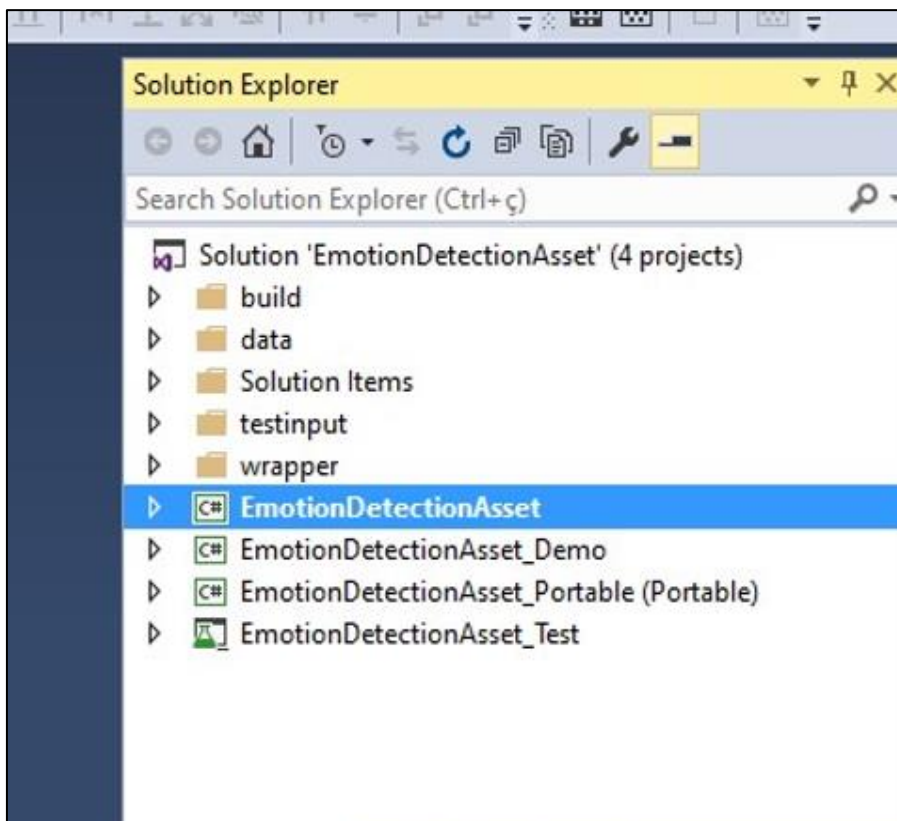 Solution Explorer
Search Solution Explorer (Ctrl+ç)
Solution 'EmotionDetectionAsset' (4 projects)
build
data
Solution Items
testinput
wrapper
C# EmotionDetectionAsset
C# EmotionDetectionAsset_Demo
C# EmotionDetectionAsset_Portable (Portable)
EmotionDetectionAsset_Test